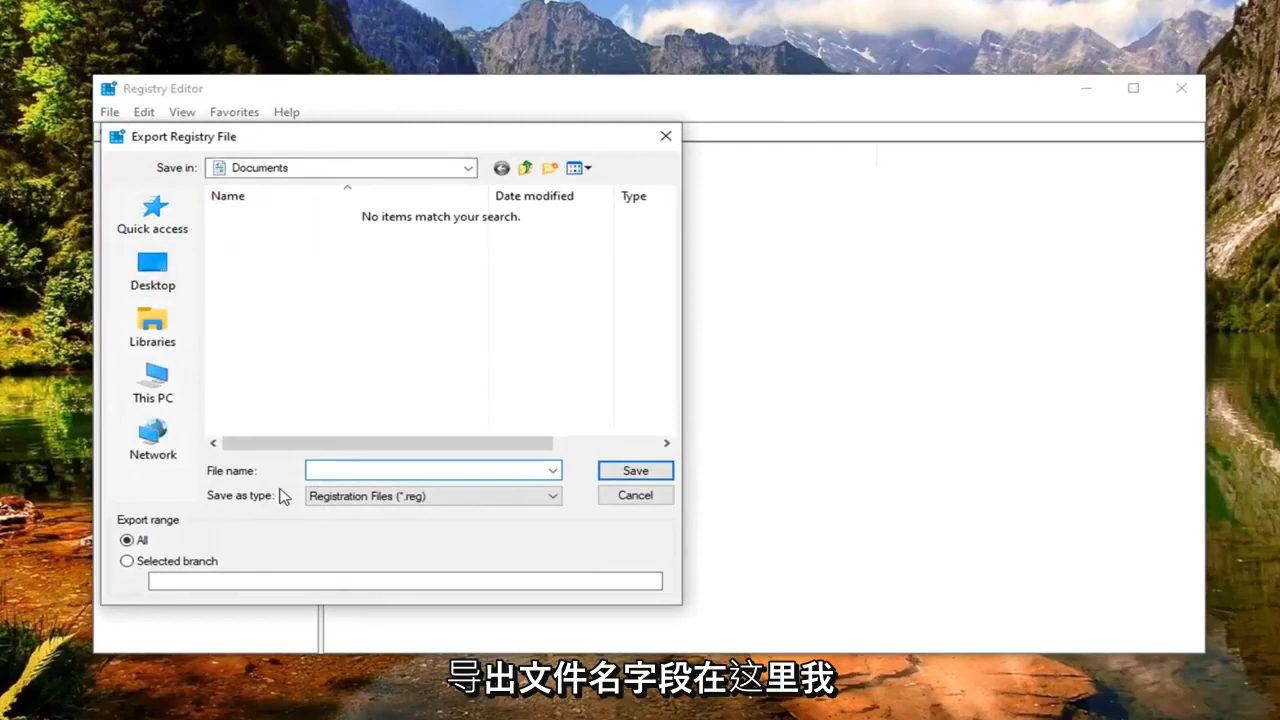 Registry Editor
File Edit View Favorites Help
Export Registry File
Save in: Documents
Name Date modified Type
No items match your search.
Quick access
Desktop
Libraries
This PC
Network
File name: Save
Save as type: Registration Files (*.reg) Cancel
Export range
All
Selected branch
导出文件名字段在这里我